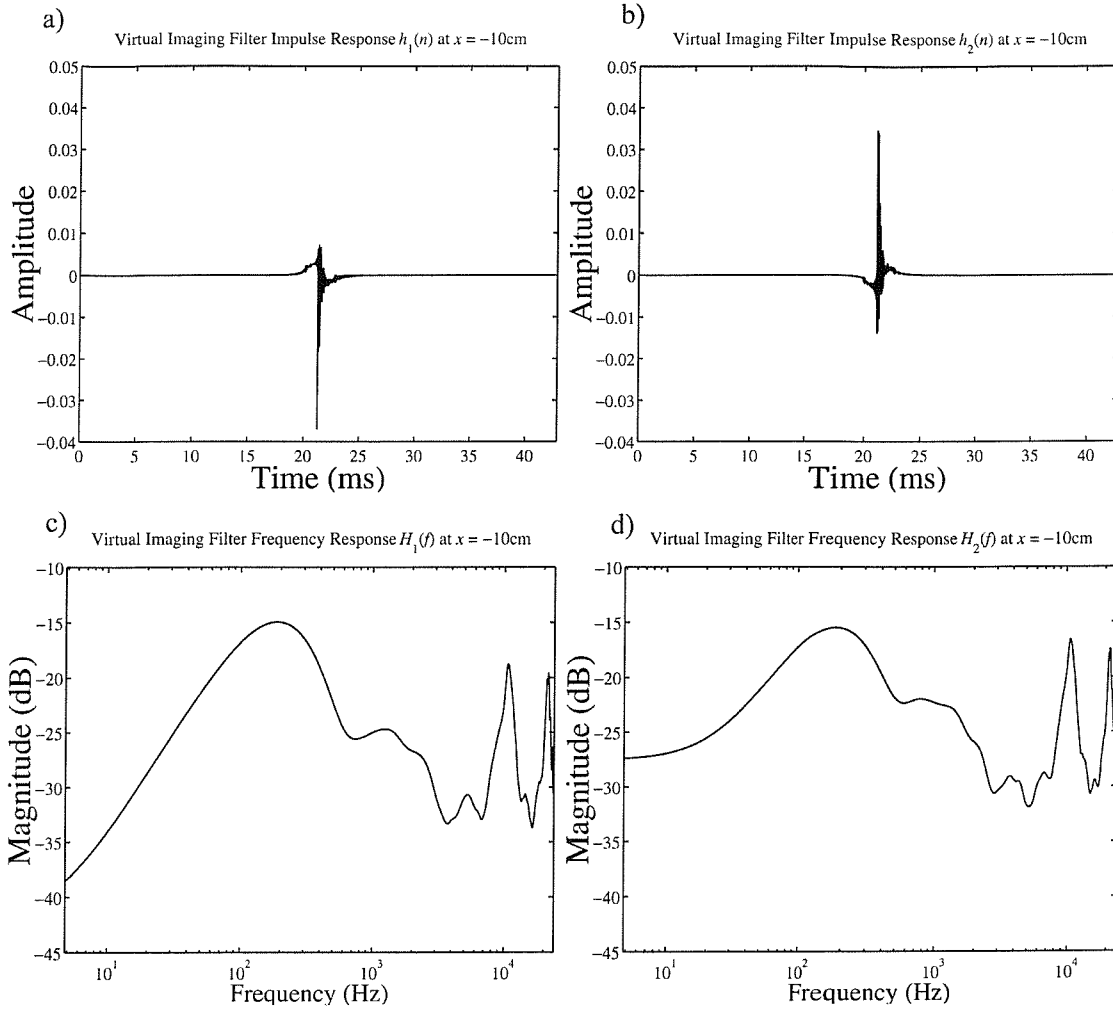 a)
Virtual Imaging Filter Impulse Response h1(n) at x = −10cm
0.05
0.04
0.03
0.02
0.01
0
−0.01
−0.02
−0.03
−0.04
Amplitude
0 5 10 15 20 25 30 35 40
Time (ms)
b)
Virtual Imaging Filter Impulse Response h2(n) at x = −10cm
0.05
0.04
0.03
0.02
0.01
0
−0.01
−0.02
−0.03
−0.04
Amplitude
0 5 10 15 20 25 30 35 40
Time (ms)
c)
Virtual Imaging Filter Frequency Response H1(f) at x = −10cm
−10
−15
−20
−25
−30
−35
−40
−45
Magnitude (dB)
10^1 10^2 10^3 10^4
Frequency (Hz)
d)
Virtual Imaging Filter Frequency Response H2(f) at x = −10cm
−10
−15
−20
−25
−30
−35
−40
−45
Magnitude (dB)
10^1 10^2 10^3 10^4
Frequency (Hz)